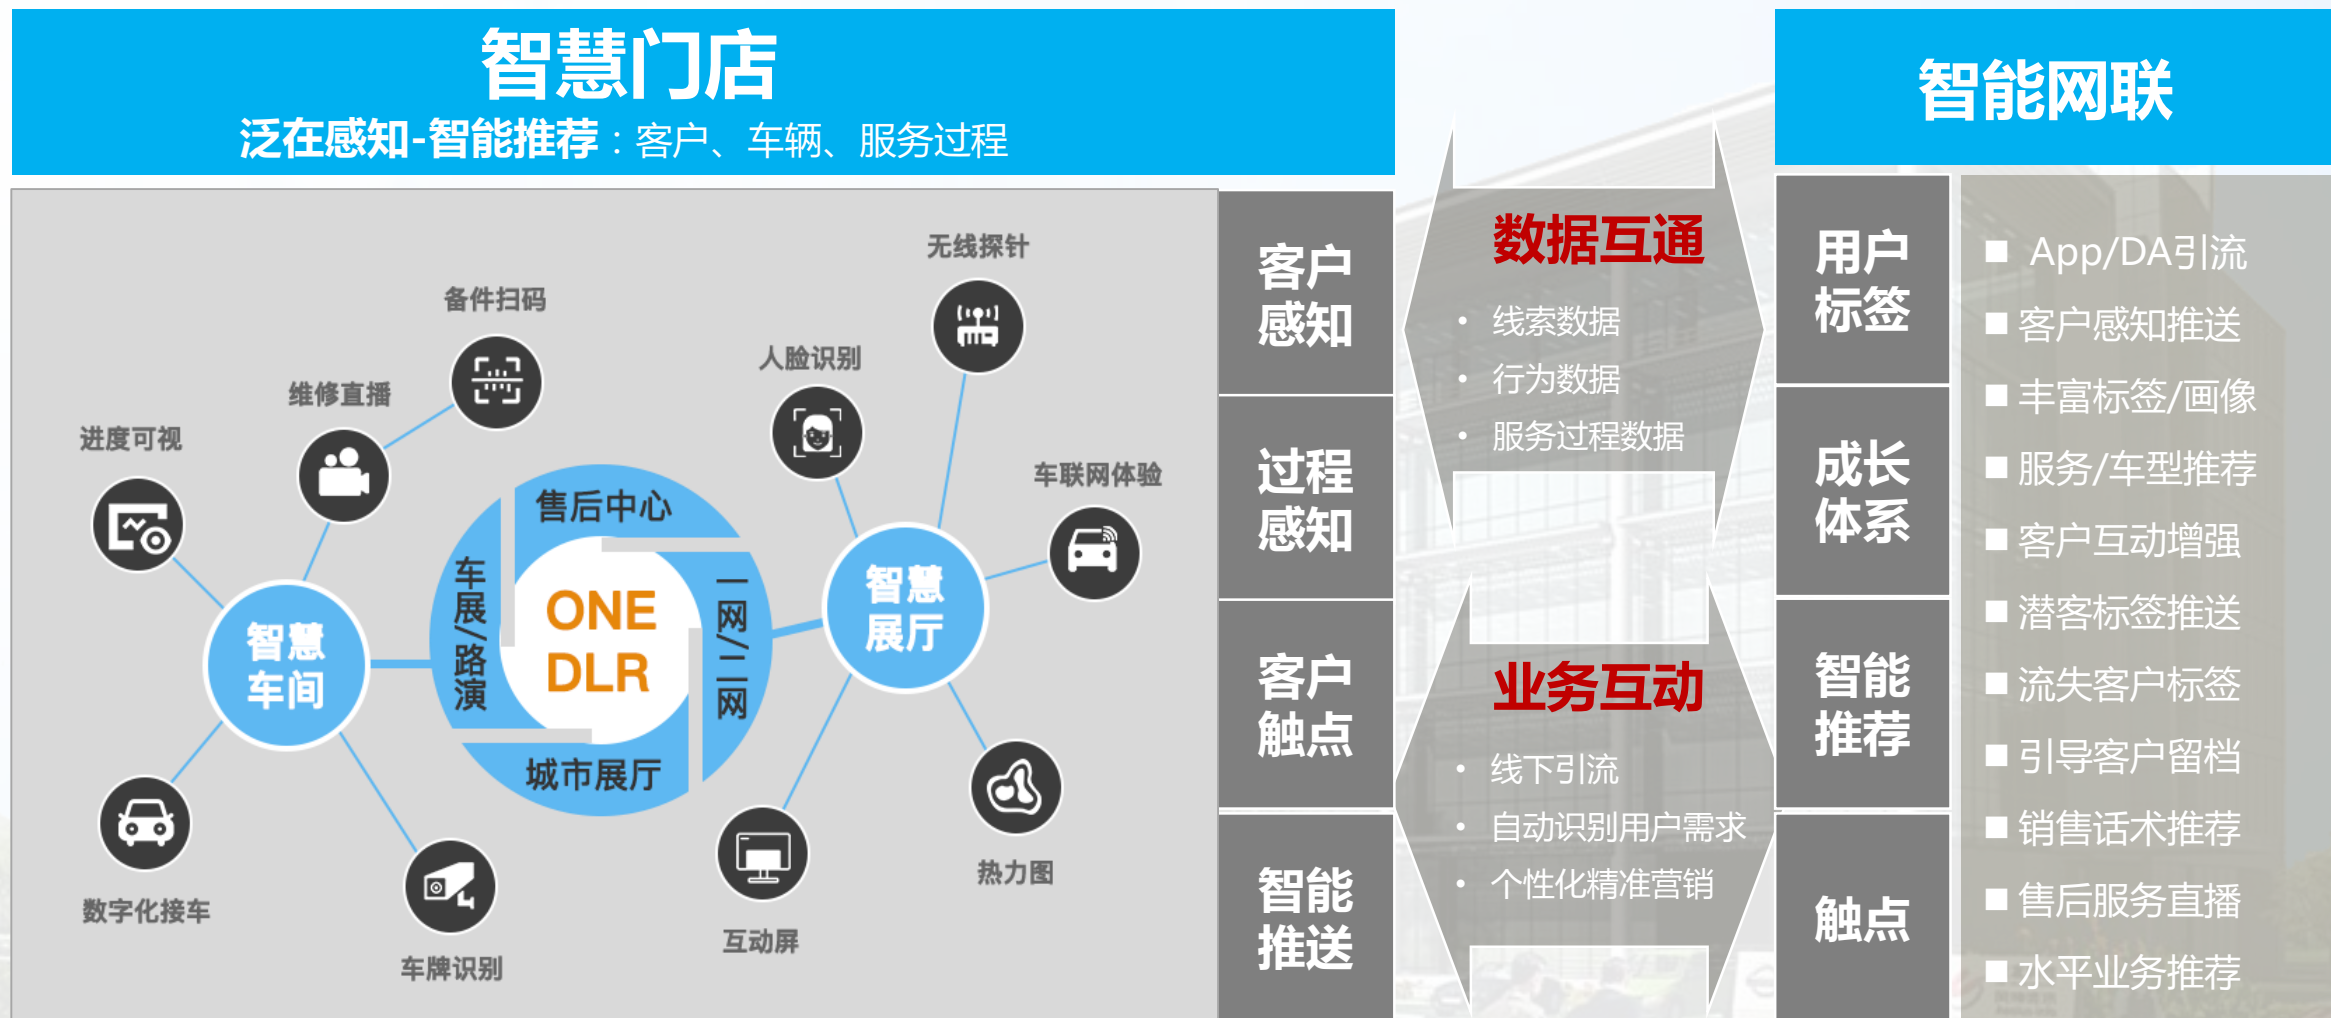 智慧门店
泛在感知-智能推荐：客户、车辆、服务过程
无线探针
备件扫码
人脸识别
维修直播
进度可视
车联网体验
售后中心
车展/路演
一网/二网
城市展厅
ONE
DLR
智慧
展厅
智慧
车间
数字化接车
车牌识别
互动屏
热力图
客户
感知
过程
感知
客户
触点
智能
推送
数据互通
• 线索数据
• 行为数据
• 服务过程数据
业务互动
• 线下引流
• 自动识别用户需求
• 个性化精准营销
智能网联
用户
标签
成长
体系
智能
推荐
触点
■ App/DA引流
■ 客户感知推送
■ 丰富标签/画像
■ 服务/车型推荐
■ 客户互动增强
■ 潜客标签推送
■ 流失客户标签
■ 引导客户留档
■ 销售话术推荐
■ 售后服务直播
■ 水平业务推荐